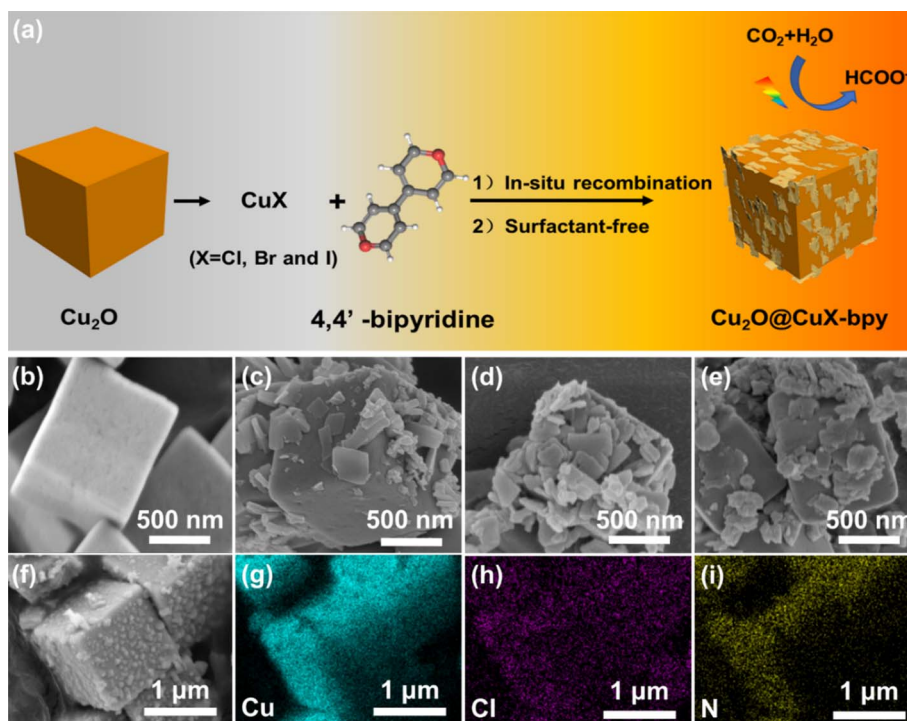 (a)
CO₂+H₂O
HCOO⁻
CuX
+
1）In-situ recombination
2）Surfactant-free
(X=Cl, Br and I)
Cu₂O
4,4’ -bipyridine
Cu₂O@CuX-bpy
(b)
(c)
(d)
(e)
500 nm
500 nm
500 nm
500 nm
(f)
(g)
(h)
(i)
1 μm
Cu
1 μm
Cl
1 μm
N
1 μm